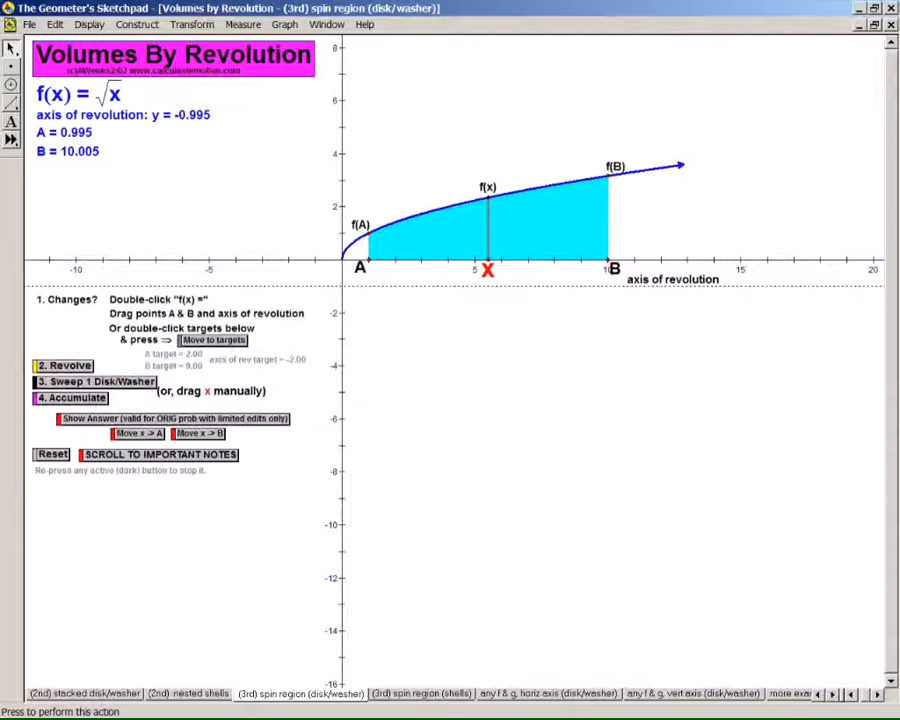 The Geometer's Sketchpad - [Volumes by Revolution - (3rd) spin region (disk/washer)]
File Edit Display Construct Transform Measure Graph Window Help
Volumes By Revolution
(c)AWeeks2/02 www.calculusinmotion.com
f(x) = √x
axis of revolution: y = -0.995
A = 0.995
B = 10.005
8
6
4
2
f(A)
f(x)
f(B)
-10
-5
5
10
15
20
A
X
B
axis of revolution
-2
-4
-6
-8
-10
-12
-14
-16
1. Changes? Double-click "f(x) ="
Drag points A & B and axis of revolution
Or double-click targets below
& press ⇒ Move to targets
A target = 2.00
B target = 9.00
axis of rev target = -2.00
2. Revolve
3. Sweep 1 Disk/Washer
(or, drag x manually)
4. Accumulate
Show Answer (valid for ORIG prob with limited edits only)
Move x -> A Move x -> B
Reset SCROLL TO IMPORTANT NOTES
Re-press any active (dark) button to stop it.
(2nd) stacked disk/washer (2nd) nested shells (3rd) spin region (disk/washer) (3rd) spin region (shells) any f & g, horiz axis (disk/washer) any f & g, vert axis (disk/washer) more exar
Press to perform this action